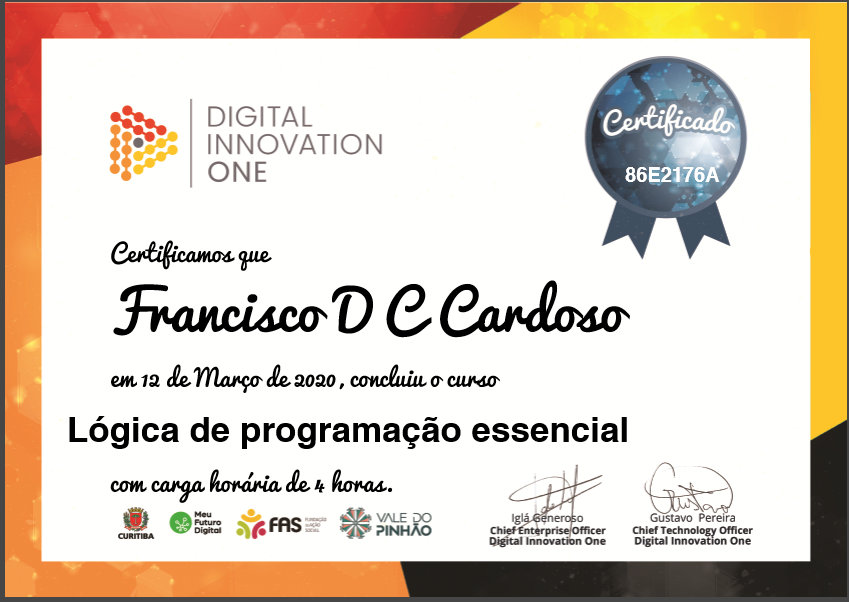 DIGITAL
INNOVATION
ONE
Certificado
86E2176A
Certificamos que
Francisco D C Cardoso
em 12 de Março de 2020, concluiu o curso
Lógica de programação essencial
com carga horária de 4 horas.
CURITIBA
Meu
Futuro
Digital
FAS
FUNDAÇÃO
DE AÇÃO
SOCIAL
VALE DO
PINHÃO
Iglá Generoso
Chief Enterprise Officer
Digital Innovation One
Gustavo Pereira
Chief Technology Officer
Digital Innovation One